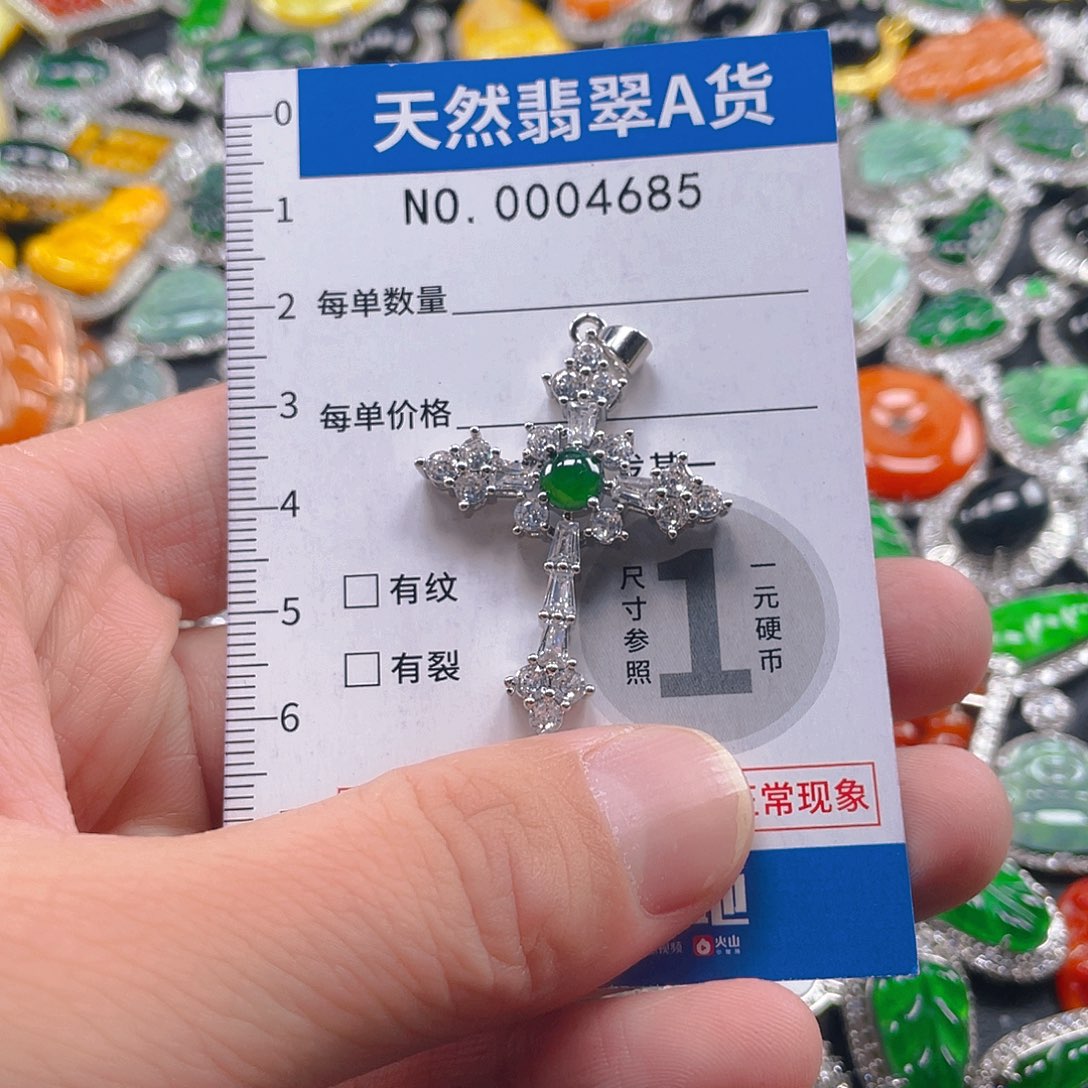 天然翡翠A货
NO. 0004685
0
1
2
3
4
5
6
每单数量
每单价格
有纹
有裂
尺寸参照
1
一元硬币
常现象
视频
火山